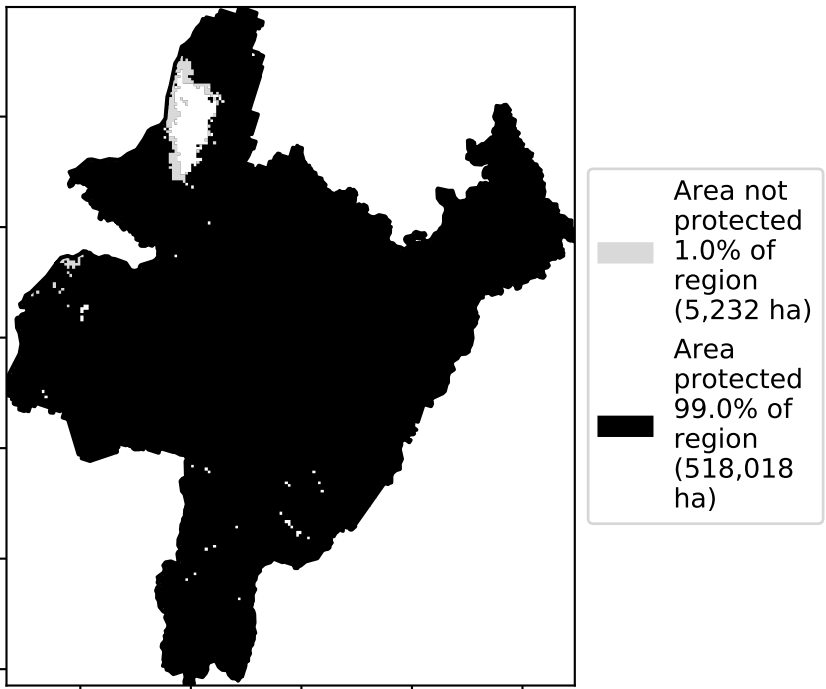 Area not
protected
1.0% of
region
(5,232 ha)
Area
protected
99.0% of
region
(518,018
ha)